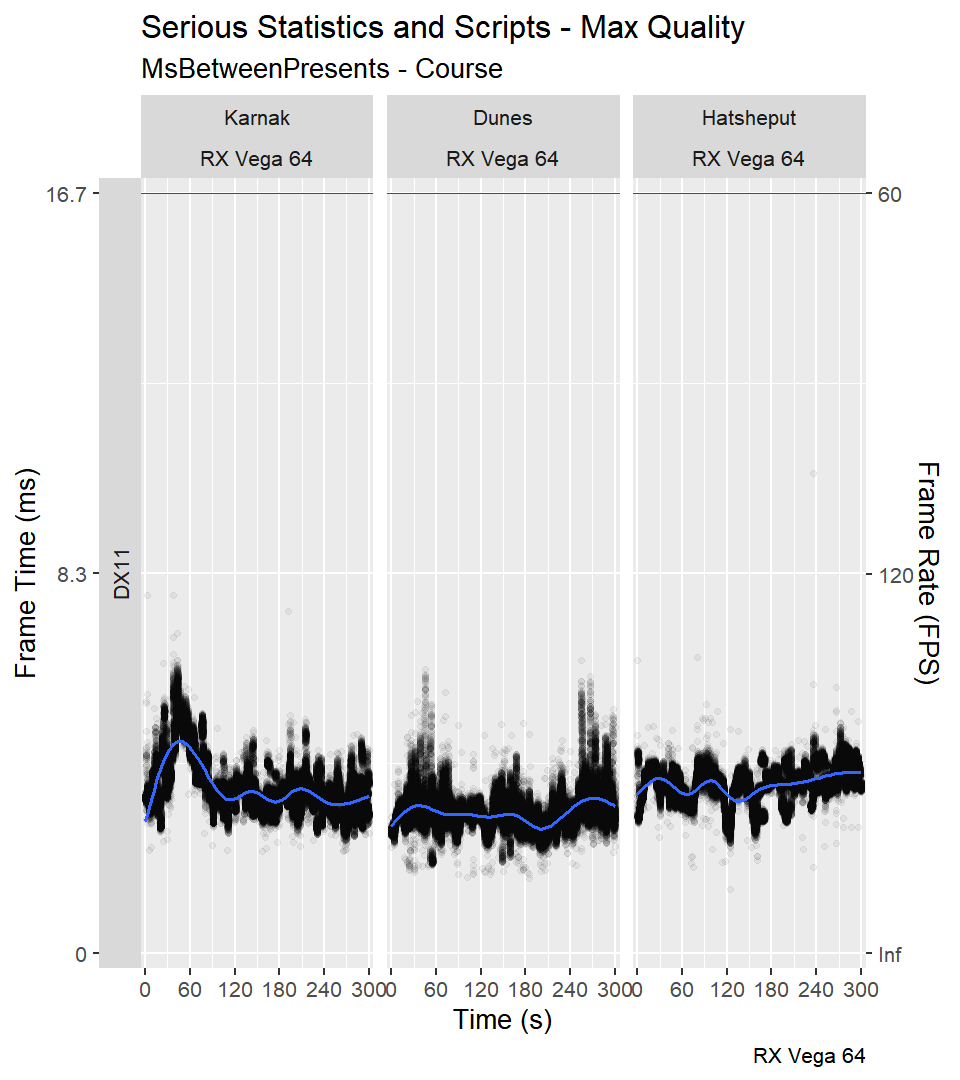 Serious Statistics and Scripts - Max Quality
MsBetweenPresents - Course
Karnak
Dunes
Hatsheput
RX Vega 64
RX Vega 64
RX Vega 64
16.7
8.3
0
Frame Time (ms)
DX11
60
120
Inf
Frame Rate (FPS)
0 60 120 180 240 300
0 60 120 180 240 300
0 60 120 180 240 300
Time (s)
RX Vega 64